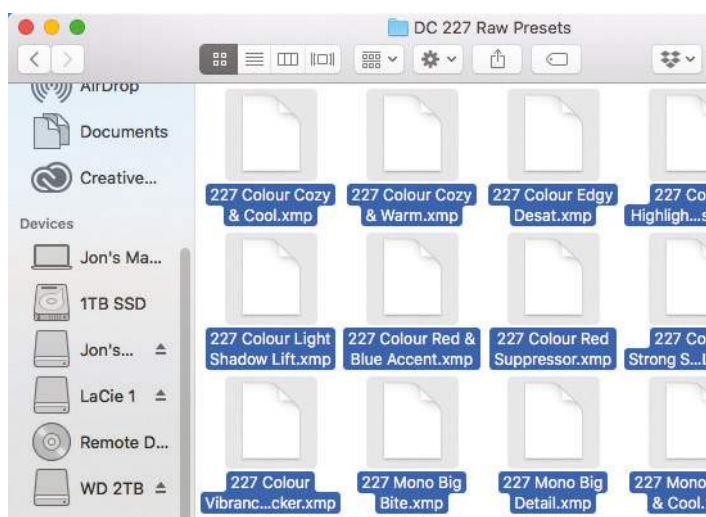 DC 227 Raw Presets
AirDrop
Documents
Creative...
Devices
Jon's Ma...
1TB SSD
Jon's...
LaCie 1
Remote D...
WD 2TB
227 Colour Cozy
& Cool.xmp
227 Colour Cozy
& Warm.xmp
227 Colour Edgy
Desat.xmp
227 Co
Highligh...s
227 Colour Light
Shadow Lift.xmp
227 Colour Red &
Blue Accent.xmp
227 Colour Red
Suppressor.xmp
227 Co
Strong S...L
227 Colour
Vibranc...cker.xmp
227 Mono Big
Bite.xmp
227 Mono Big
Detail.xmp
227 Mono
& Cool.